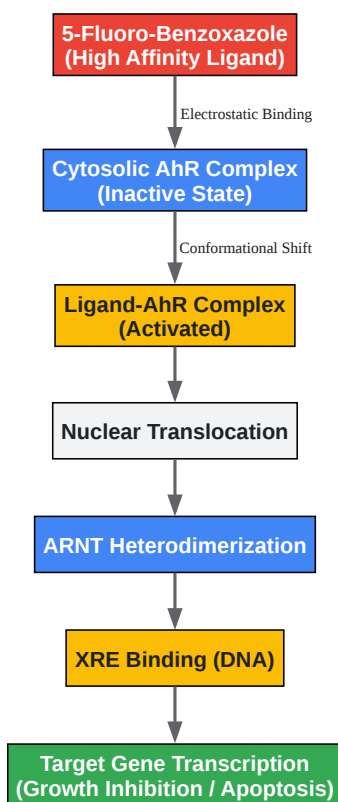 5-Fluoro-Benzoxazole
(High Affinity Ligand)
Electrostatic Binding
Cytosolic AhR Complex
(Inactive State)
Conformational Shift
Ligand-AhR Complex
(Activated)
Nuclear Translocation
ARNT Heterodimerization
XRE Binding (DNA)
Target Gene Transcription
(Growth Inhibition / Apoptosis)